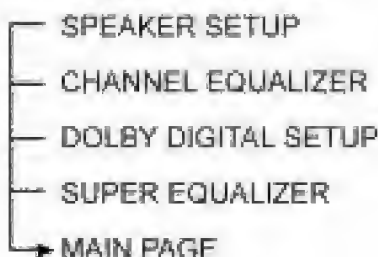 SPEAKER SETUP
CHANNEL EQUALIZER
DOLBY DIGITAL SETUP
SUPER EQUALIZER
MAIN PAGE